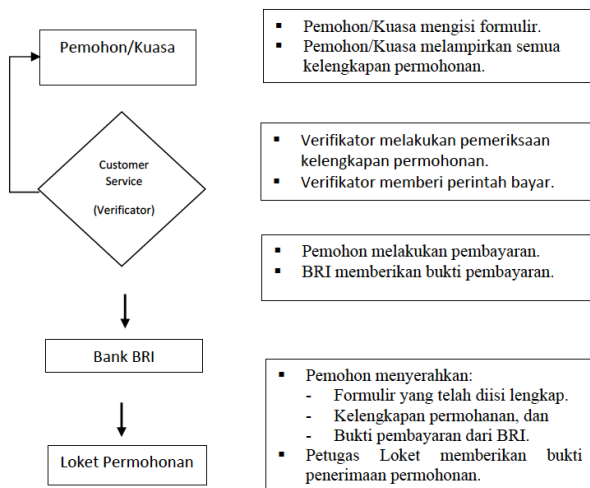 Pemohon/Kuasa
▪ Pemohon/Kuasa mengisi formulir.
▪ Pemohon/Kuasa melampirkan semua
kelengkapan permohonan.
Customer
Service
(Verificator)
▪ Verifikator melakukan pemeriksaan
kelengkapan permohonan.
▪ Verifikator memberi perintah bayar.
▪ Pemohon melakukan pembayaran.
▪ BRI memberikan bukti pembayaran.
Bank BRI
▪ Pemohon menyerahkan:
- Formulir yang telah diisi lengkap.
- Kelengkapan permohanan, dan
- Bukti pembayaran dari BRI.
▪ Petugas Loket memberikan bukti
penerimaan permohonan.
Loket Permohonan